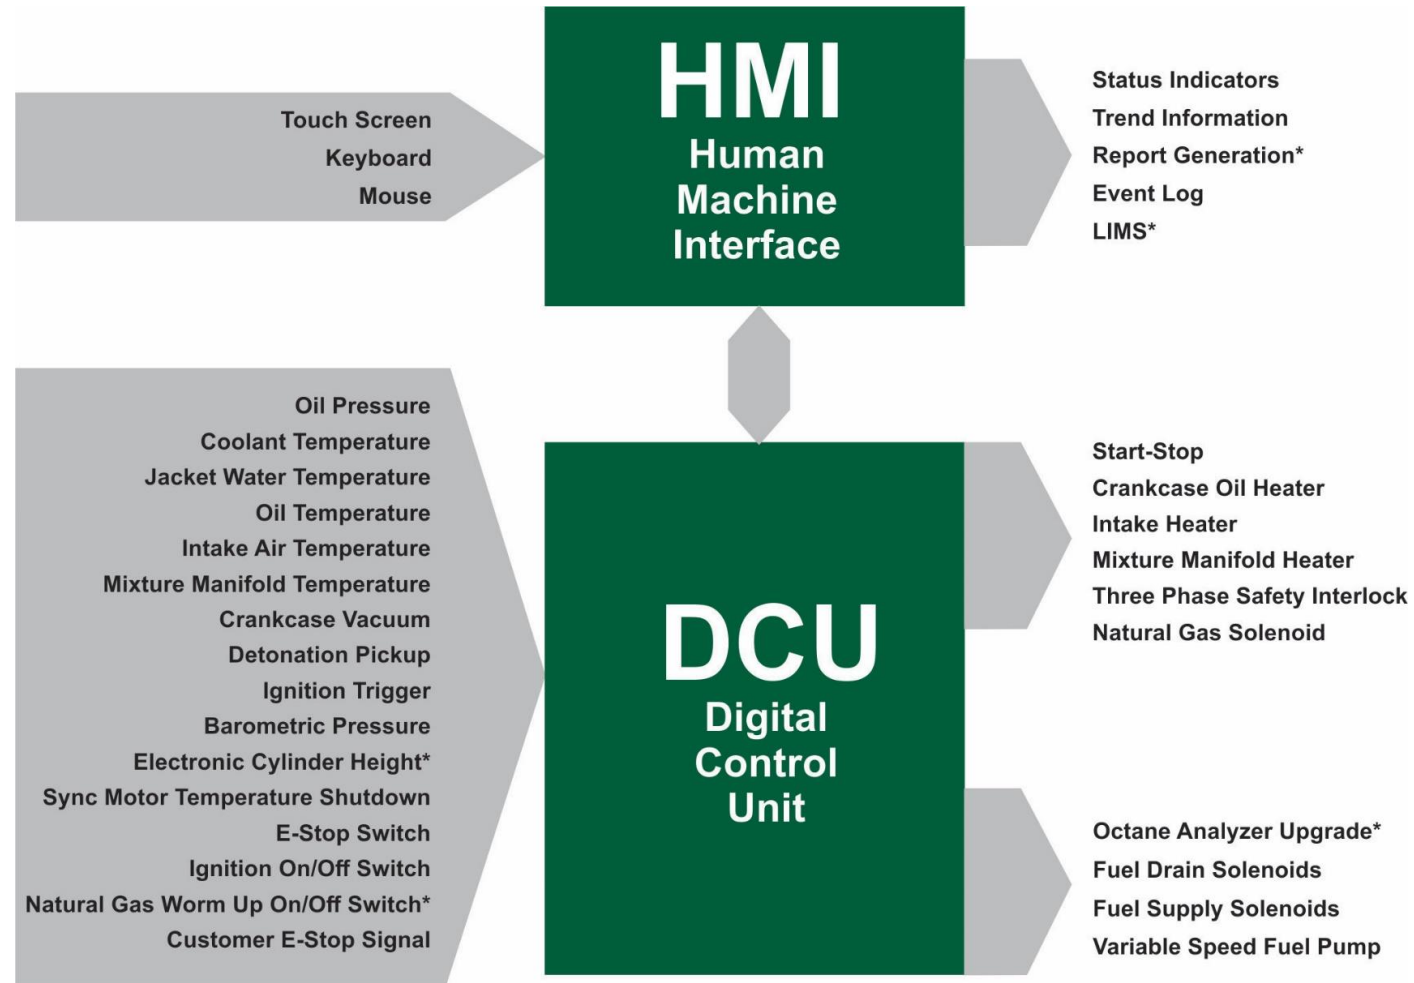 Touch Screen
Keyboard
Mouse
HMI
Human
Machine
Interface
Status Indicators
Trend Information
Report Generation*
Event Log
LIMS*
Oil Pressure
Coolant Temperature
Jacket Water Temperature
Oil Temperature
Intake Air Temperature
Mixture Manifold Temperature
Crankcase Vacuum
Detonation Pickup
Ignition Trigger
Barometric Pressure
Electronic Cylinder Height*
Sync Motor Temperature Shutdown
E-Stop Switch
Ignition On/Off Switch
Natural Gas Worm Up On/Off Switch*
Customer E-Stop Signal
DCU
Digital
Control
Unit
Start-Stop
Crankcase Oil Heater
Intake Heater
Mixture Manifold Heater
Three Phase Safety Interlock
Natural Gas Solenoid
Octane Analyzer Upgrade*
Fuel Drain Solenoids
Fuel Supply Solenoids
Variable Speed Fuel Pump